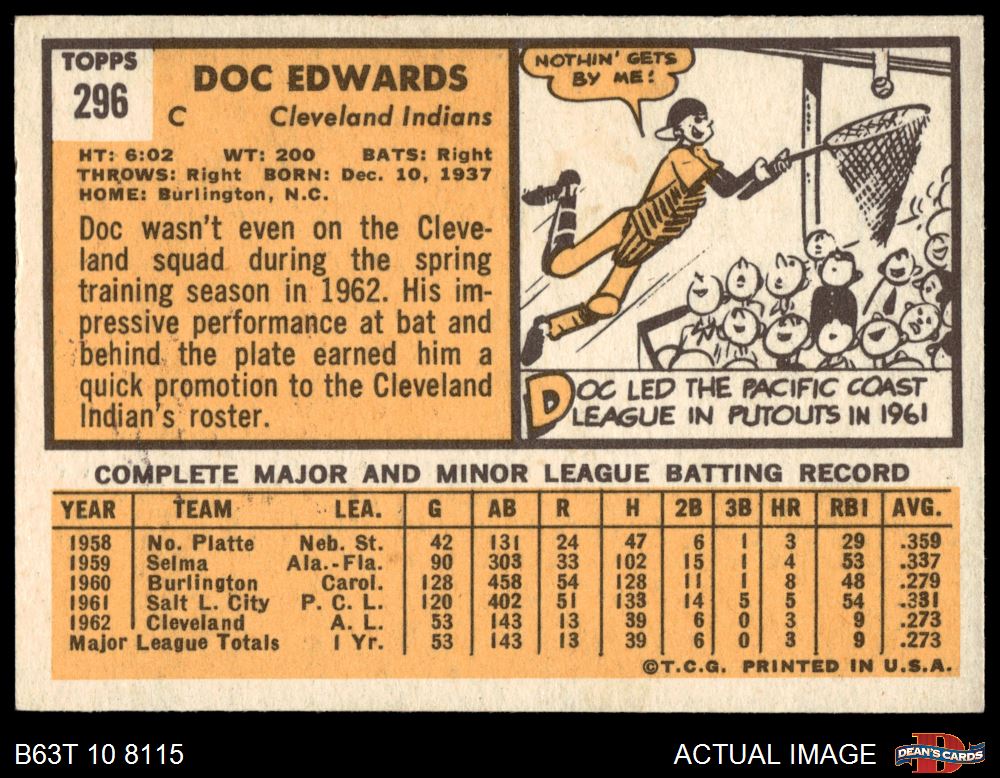 TOPPS
296
DOC EDWARDS
C Cleveland Indians
HT: 6:02 WT: 200 BATS: Right
THROWS: Right BORN: Dec. 10, 1937
HOME: Burlington, N.C.
Doc wasn't even on the Cleve-
land squad during the spring
training season in 1962. His im-
pressive performance at bat and
behind the plate earned him a
quick promotion to the Cleveland
Indian's roster.
NOTHIN' GETS
BY ME!
DOC LED THE PACIFIC COAST
LEAGUE IN PUTOUTS IN 1961
COMPLETE MAJOR AND MINOR LEAGUE BATTING RECORD
YEAR TEAM LEA. G AB R H 2B 3B HR RBI AVG.
1958 No. Platte Neb. St. 42 131 24 47 6 1 3 29 .359
1959 Selma Ala.-Fla. 90 303 33 102 15 1 4 53 .337
1960 Burlington Carol. 128 458 54 128 11 1 8 48 .279
1961 Salt L. City P. C. L. 120 402 51 133 14 5 5 54 .331
1962 Cleveland A. L. 53 143 13 39 6 0 3 9 .273
Major League Totals 1 Yr. 53 143 13 39 6 0 3 9 .273
©T.C.G. PRINTED IN U.S.A.
B63T 10 8115 ACTUAL IMAGE DEAN'S CARDS